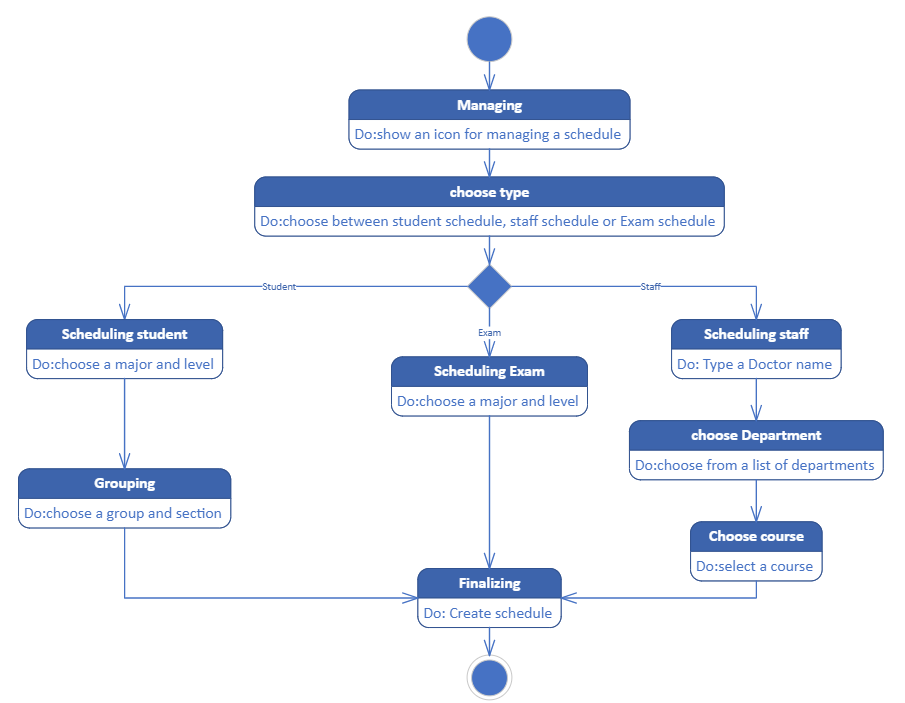 Managing
Do:show an icon for managing a schedule
choose type
Do:choose between student schedule, staff schedule or Exam schedule
Student
Staff
Exam
Scheduling student
Do:choose a major and level
Scheduling Exam
Do:choose a major and level
Scheduling staff
Do: Type a Doctor name
choose Department
Do:choose from a list of departments
Grouping
Do:choose a group and section
Choose course
Do:select a course
Finalizing
Do: Create schedule